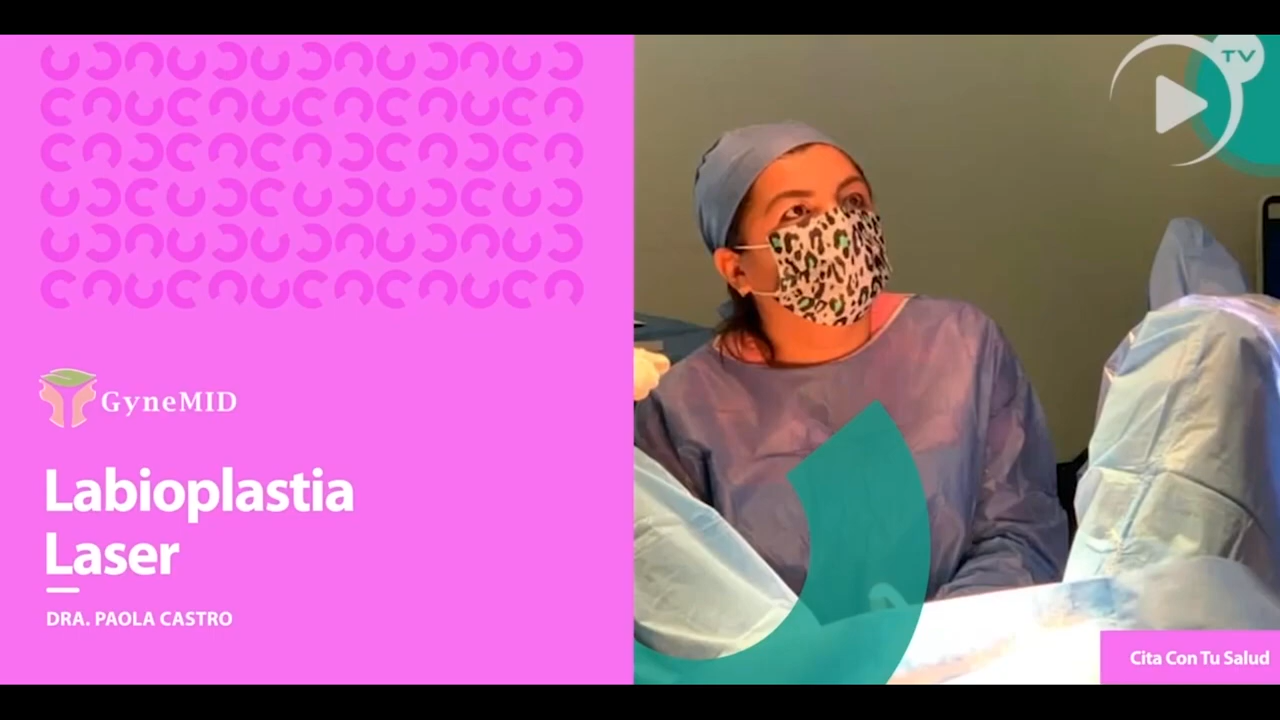 TV
GyneMID
Labioplastia
Laser
DRA. PAOLA CASTRO
Cita Con Tu Salud